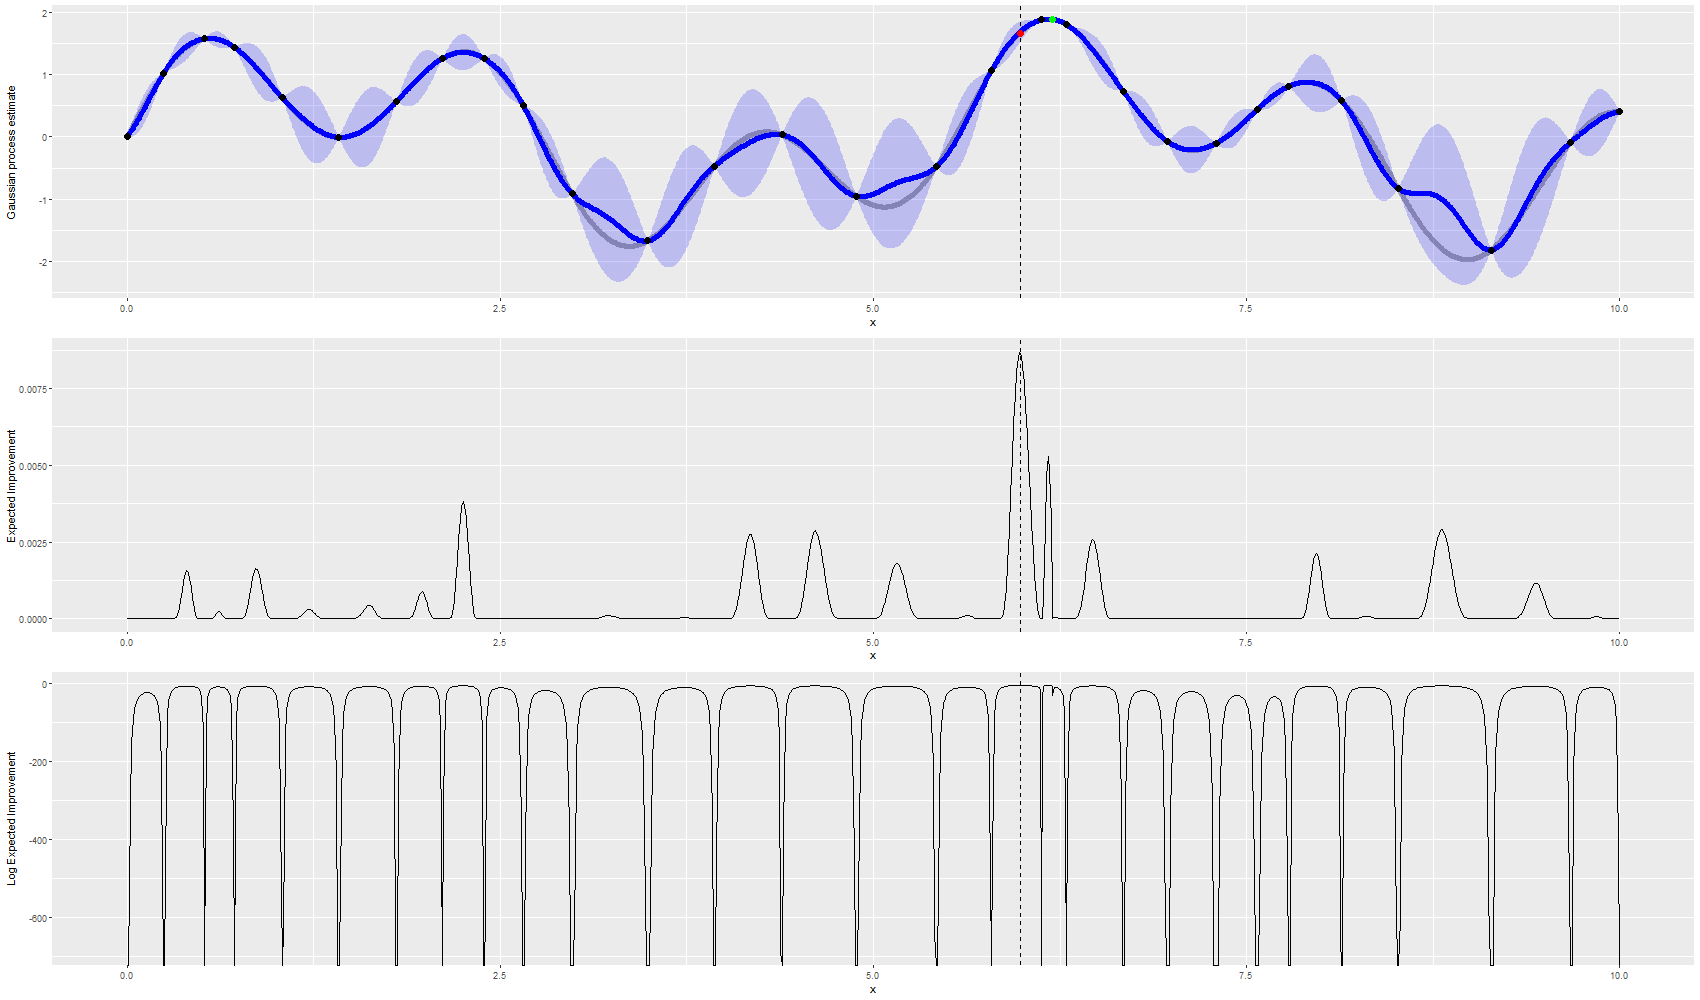 Gaussian process estimate
2
1
0
-1
-2
0.0 2.5 5.0 7.5 10.0
x
Expected Improvement
0.0075
0.0050
0.0025
0.0000
0.0 2.5 5.0 7.5 10.0
x
Log Expected Improvement
0
-200
-400
-600
0.0 2.5 5.0 7.5 10.0
x